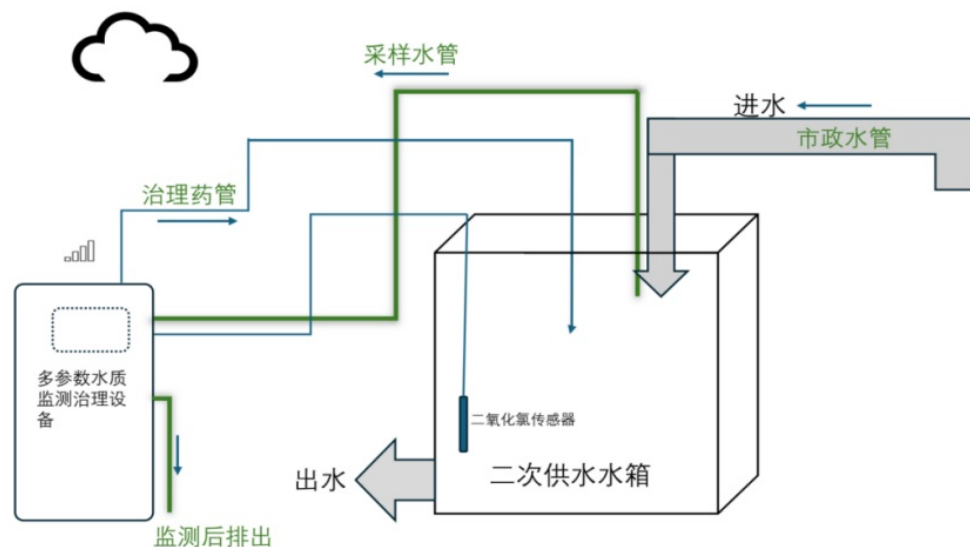 采样水管
进水
市政水管
治理药管
多参数水质
监测治理设
备
二氧化氯传感器
二次供水水箱
出水
监测后排出